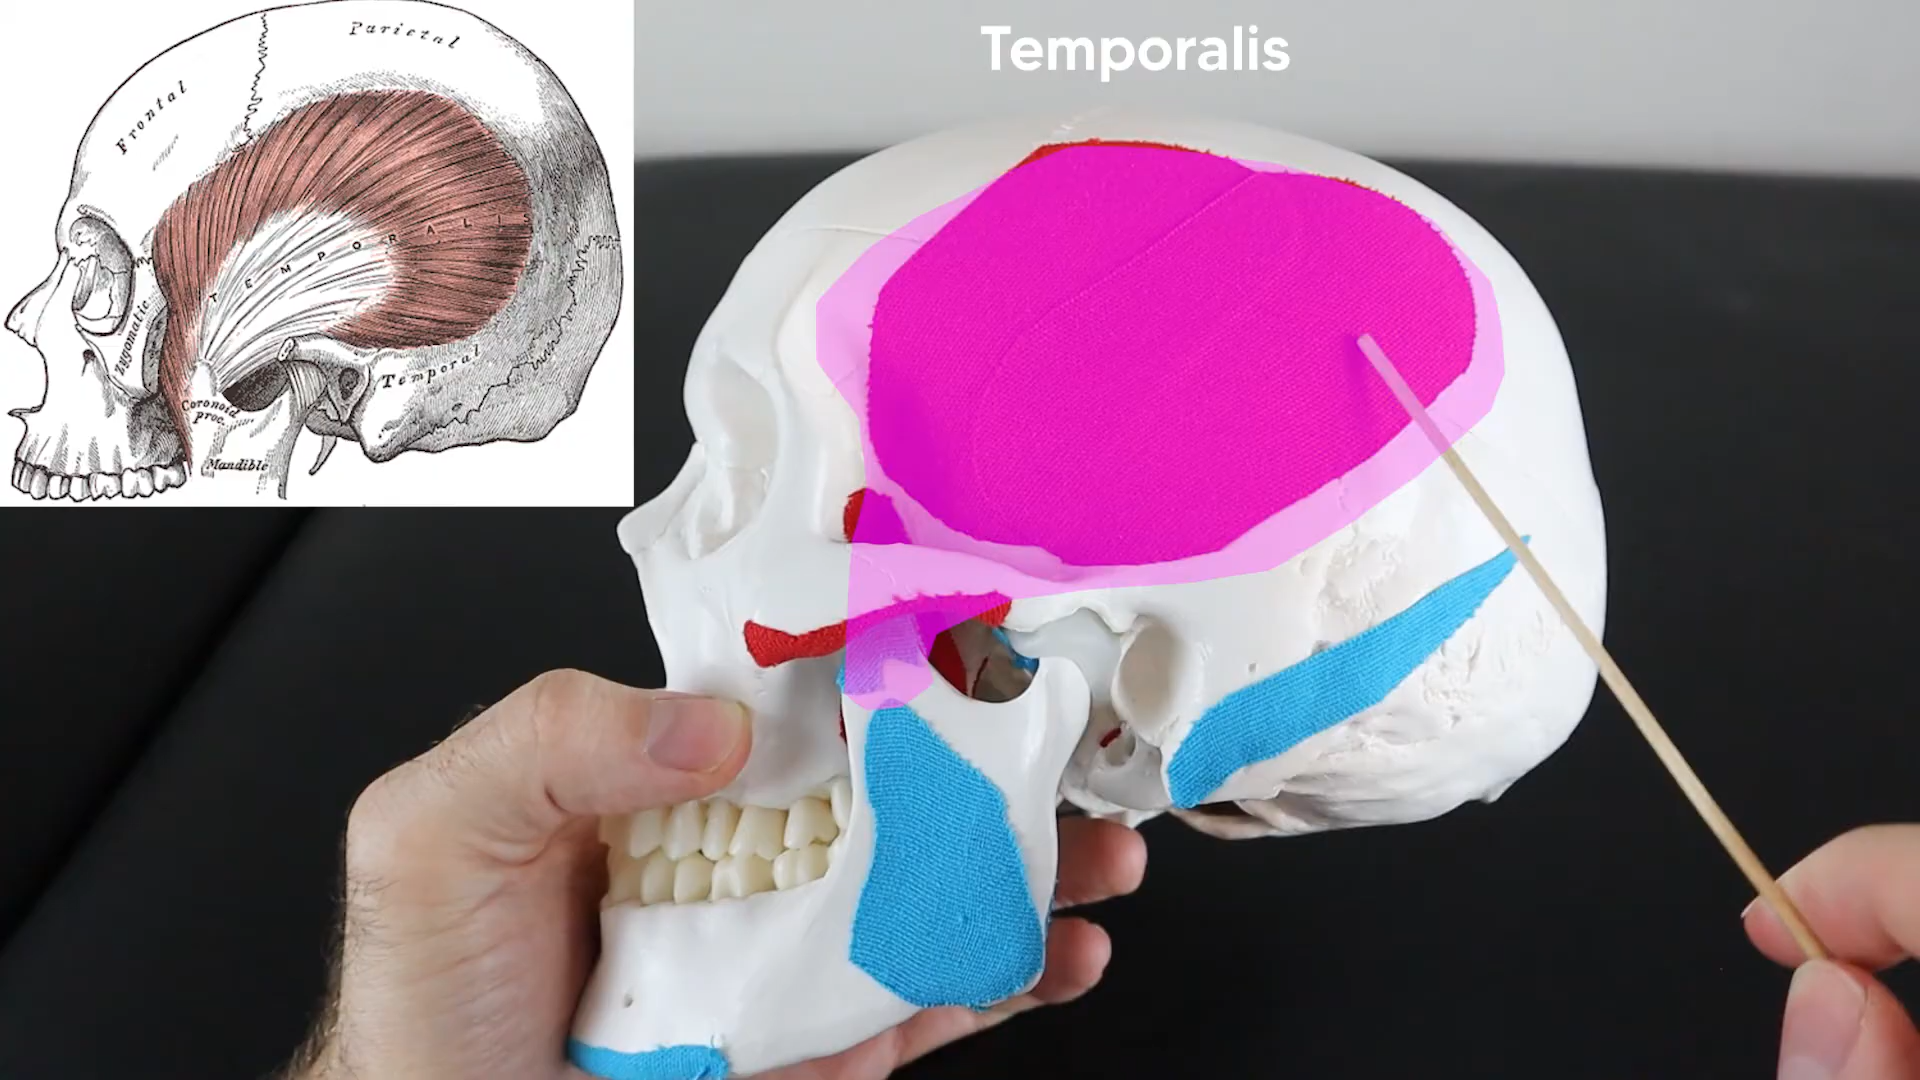 Temporalis
Parietal
Frontal
TEMPORALIS
Zygomatic
Temporal
Coronoid
proc.
Mandible